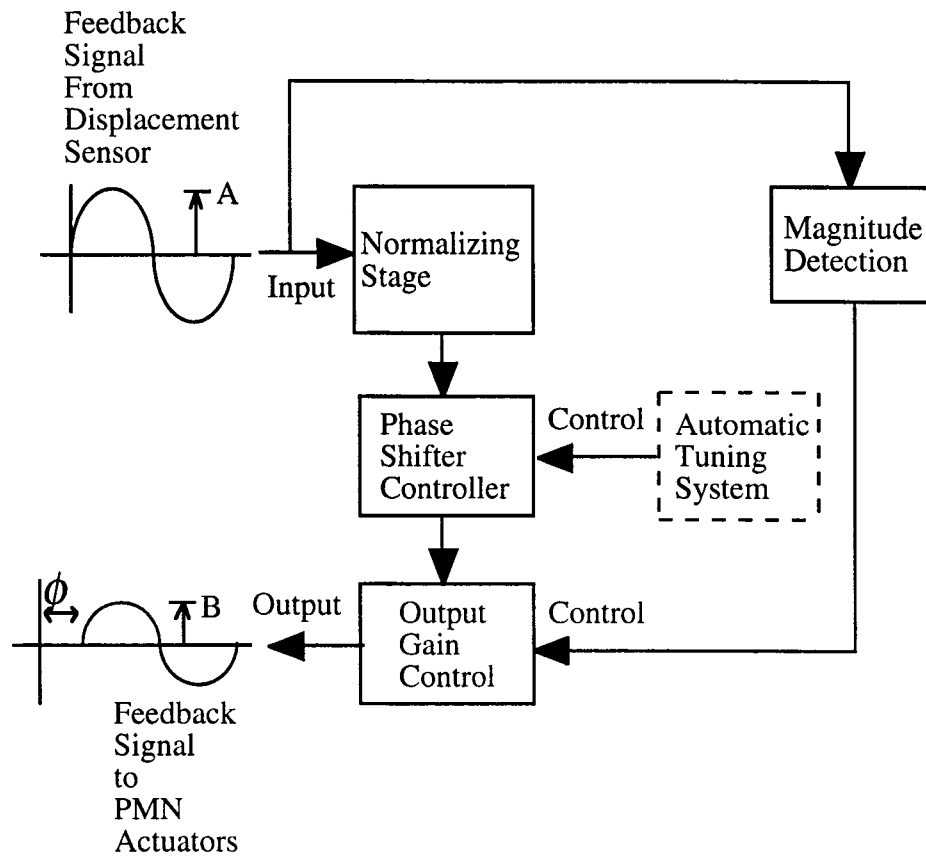 Feedback
Signal
From
Displacement
Sensor
A
Input
Normalizing
Stage
Magnitude
Detection
Phase
Shifter
Controller
Control
Automatic
Tuning
System
ϕ
B
Output
Output
Gain
Control
Control
Feedback
Signal
to
PMN
Actuators